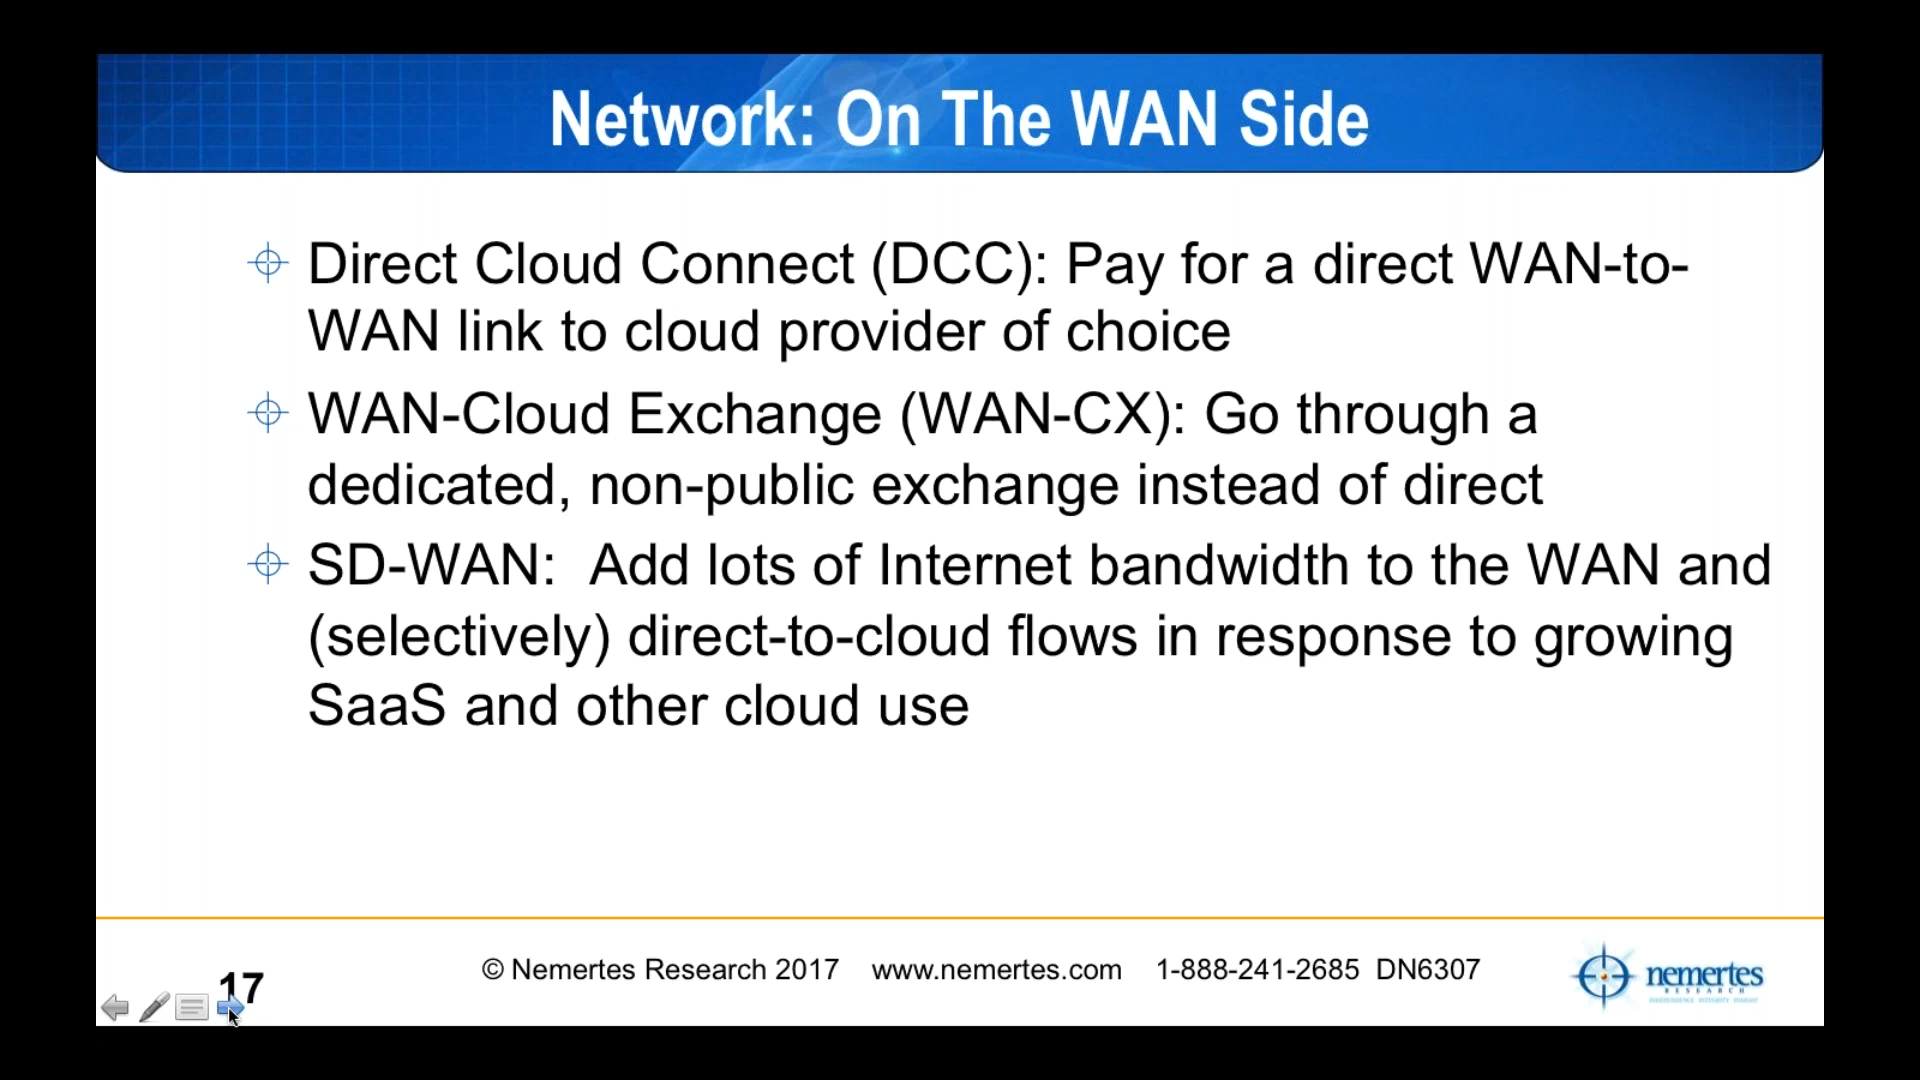 Network: On The WAN Side
Direct Cloud Connect (DCC): Pay for a direct WAN-to-
WAN link to cloud provider of choice
WAN-Cloud Exchange (WAN-CX): Go through a
dedicated, non-public exchange instead of direct
SD-WAN:  Add lots of Internet bandwidth to the WAN and
(selectively) direct-to-cloud flows in response to growing
SaaS and other cloud use
17
© Nemertes Research 2017 www.nemertes.com 1-888-241-2685 DN6307
nemertes
RESEARCH
INDEPENDENCE, INTEGRITY, INSIGHT